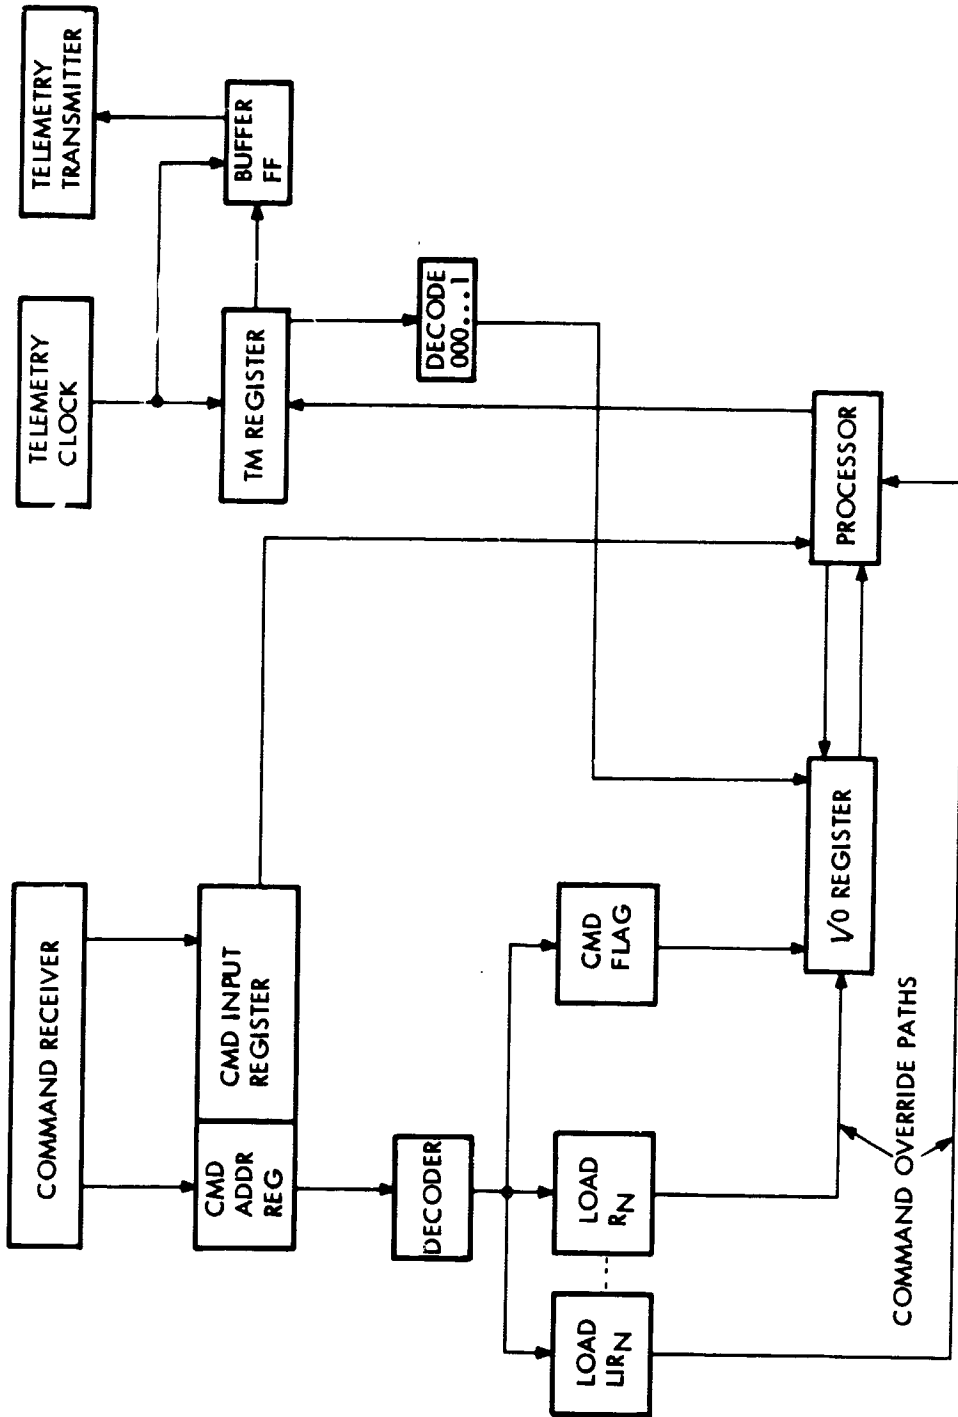 COMMAND RECEIVER
CMD
ADDR
REG
CMD INPUT
REGISTER
DECODER
LOAD
LIRN
LOAD
RN
CMD
FLAG
COMMAND OVERRIDE PATHS
I/O REGISTER
PROCESSOR
TELEMETRY
CLOCK
TM REGISTER
DECODE
000...1
BUFFER
FF
TELEMETRY
TRANSMITTER